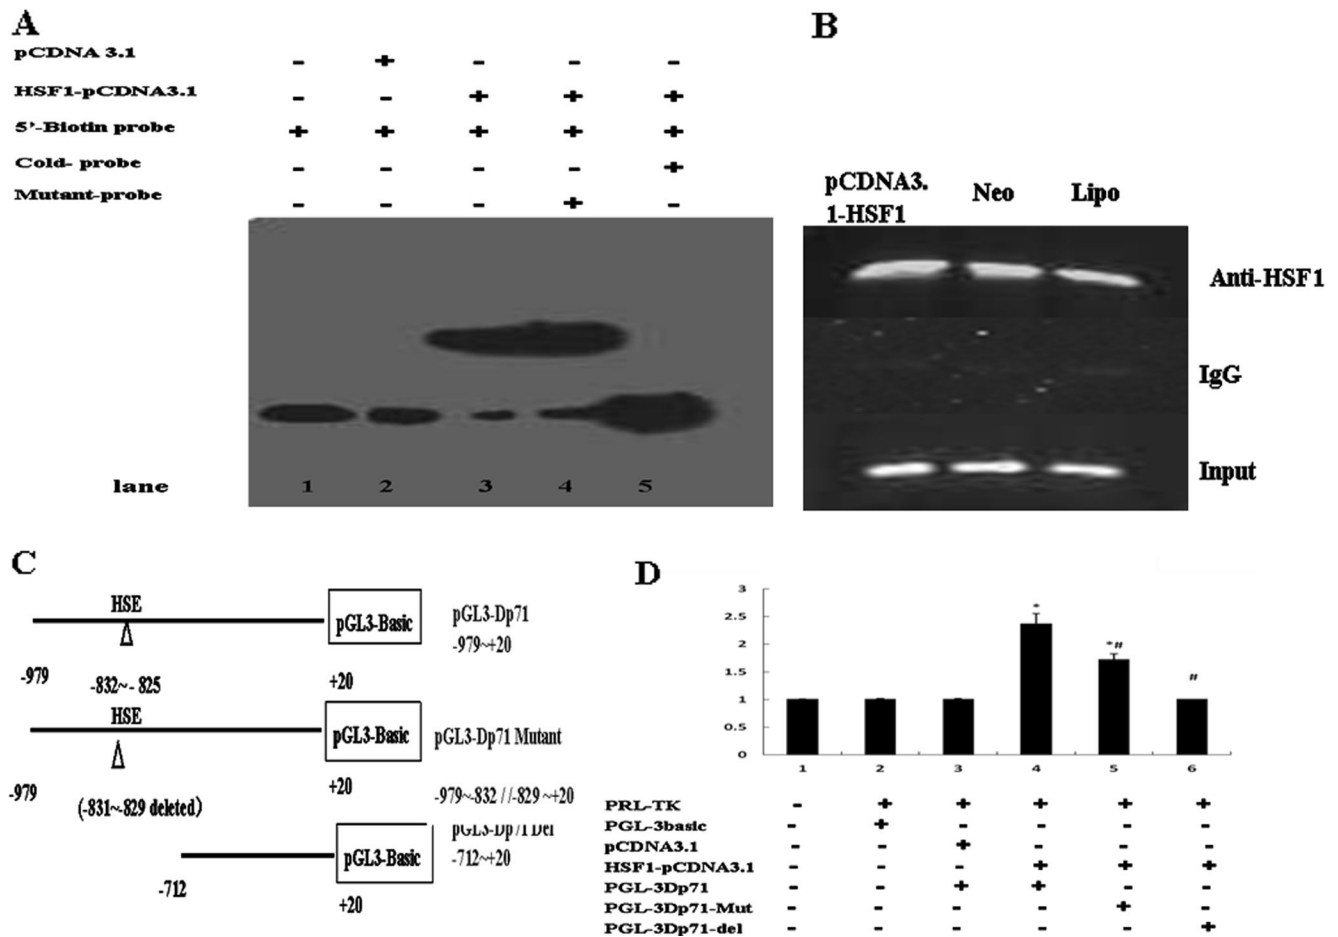 A
pCDNA 3.1 - + - - -
HSF1-pCDNA3.1 - - + + +
5'-Biotin probe + + + + +
Cold- probe - - - - +
Mutant-probe - - - + -
lane 1 2 3 4 5
B
pCDNA3.
1-HSF1
Neo
Lipo
Anti-HSF1
IgG
Input
C
HSE
pGL3-Basic
pGL3-Dp71
-979~+20
-979
-832~- 825
+20
HSE
pGL3-Basic
pGL3-Dp71 Mutant
-979
(-831~-829 deleted)
+20
-979~-832 //-829 ~+20
pGL3-Dp71 Del
pGL3-Basic
-712~+20
-712
+20
D
3
2.5
2
1.5
1
0.5
0
*
*#
#
1 2 3 4 5 6
PRL-TK - + + + + +
PGL-3basic - + - - - -
pCDNA3.1 - - + - - -
HSF1-pCDNA3.1 - - - + + +
PGL-3Dp71 - - + + - -
PGL-3Dp71-Mut - - - - + -
PGL-3Dp71-del - - - - - +